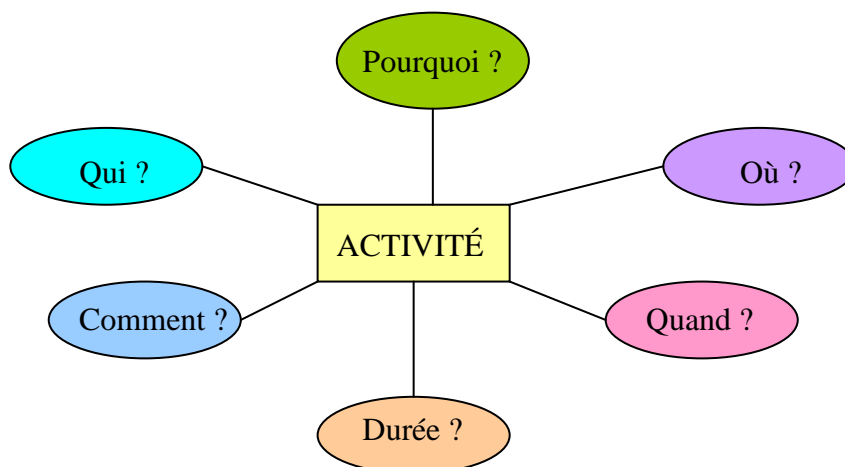 Pourquoi ?
Qui ?
Où ?
ACTIVITÉ
Comment ?
Quand ?
Durée ?